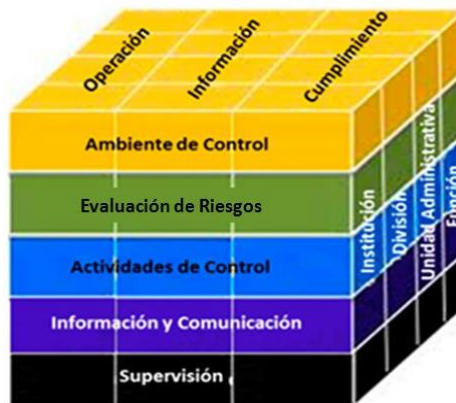 Operación
Información
Cumplimiento
Ambiente de Control
Evaluación de Riesgos
Actividades de Control
Información y Comunicación
Supervisión
Institución
División
Unidad Administrativa
Función